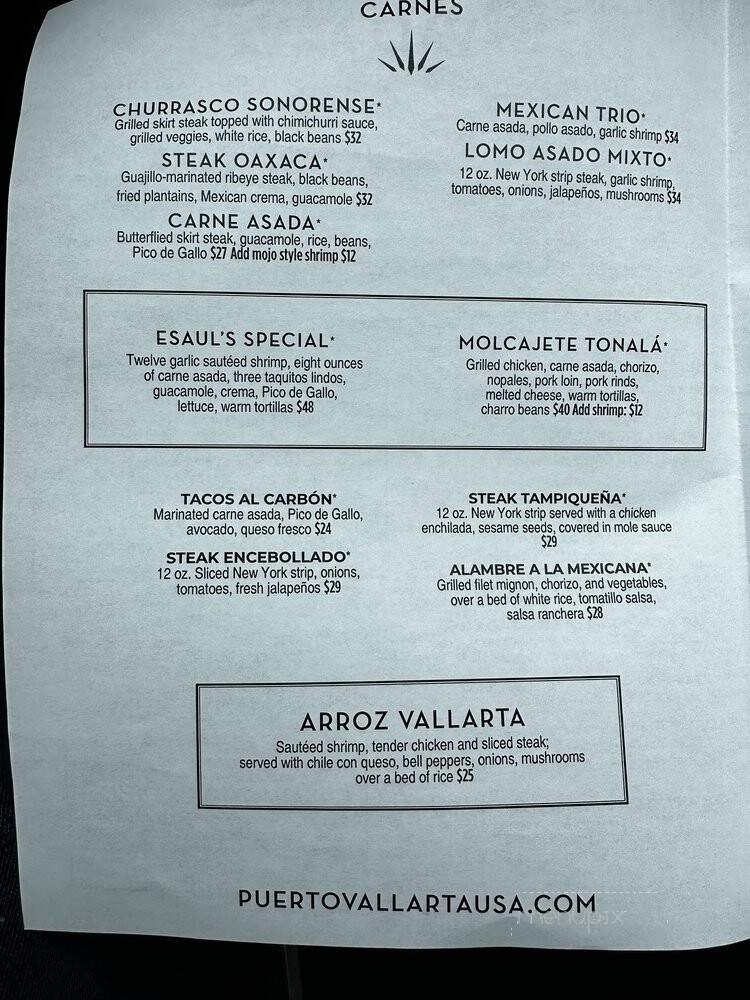 CARNES
CHURRASCO SONORENSE*
Grilled skirt steak topped with chimichurri sauce,
grilled veggies, white rice, black beans $32
STEAK OAXACA*
Guajillo-marinated ribeye steak, black beans,
fried plantains, Mexican crema, guacamole $32
CARNE ASADA*
Butterflied skirt steak, guacamole, rice, beans,
Pico de Gallo $27 Add mojo style shrimp $12
MEXICAN TRIO*
Carne asada, pollo asado, garlic shrimp $34
LOMO ASADO MIXTO*
12 oz. New York strip steak, garlic shrimp,
tomatoes, onions, jalapeños, mushrooms $34
ESAUL'S SPECIAL*
Twelve garlic sautéed shrimp, eight ounces
of carne asada, three taquitos lindos,
guacamole, crema, Pico de Gallo,
lettuce, warm tortillas $48
MOLCAJETE TONALÁ*
Grilled chicken, carne asada, chorizo,
nopales, pork loin, pork rinds,
melted cheese, warm tortillas,
charro beans $40 Add shrimp: $12
TACOS AL CARBÓN*
Marinated carne asada, Pico de Gallo,
avocado, queso fresco $24
STEAK ENCEBOLLADO*
12 oz. Sliced New York strip, onions,
tomatoes, fresh jalapeños $29
STEAK TAMPIQUEÑA*
12 oz. New York strip served with a chicken
enchilada, sesame seeds, covered in mole sauce
$29
ALAMBRE A LA MEXICANA*
Grilled filet mignon, chorizo, and vegetables,
over a bed of white rice, tomatillo salsa,
salsa ranchera $28
ARROZ VALLARTA
Sautéed shrimp, tender chicken and sliced steak;
served with chile con queso, bell peppers, onions, mushrooms
over a bed of rice $25
PUERTOVALLARTAUSA.COM